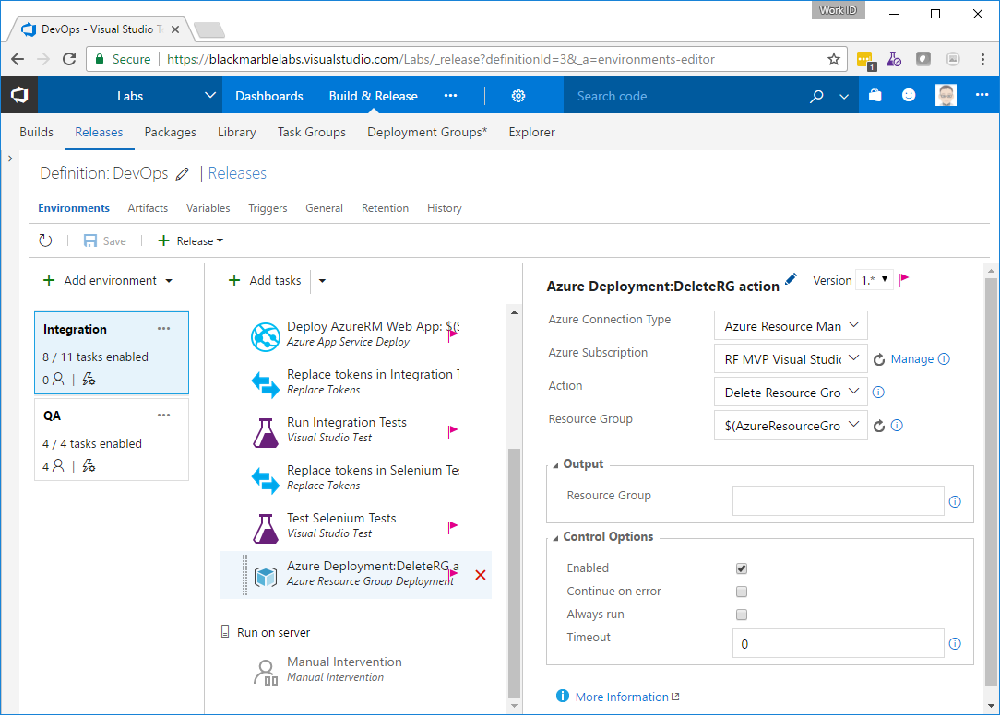 Work ID
DevOps - Visual Studio T
Secure https://blackmarblelabs.visualstudio.com/Labs/_release?definitionId=3&_a=environments-editor
1
Labs Dashboards Build & Release ••• Search code
Builds Releases Packages Library Task Groups Deployment Groups* Explorer
Definition: DevOps | Releases
Environments Artifacts Variables Triggers General Retention History
Save + Release
+ Add environment
Integration
8 / 11 tasks enabled
0
QA
4 / 4 tasks enabled
4
+ Add tasks
Deploy AzureRM Web App: $(S
Azure App Service Deploy
Replace tokens in Integration T
Replace Tokens
Run Integration Tests
Visual Studio Test
Replace tokens in Selenium Te
Replace Tokens
Test Selenium Tests
Visual Studio Test
Azure Deployment:DeleteRG a
Azure Resource Group Deployment
Run on server
Manual Intervention
Manual Intervention
Azure Deployment:DeleteRG action Version 1.*
Azure Connection Type Azure Resource Man
Azure Subscription RF MVP Visual Studi Manage
Action Delete Resource Gro
Resource Group $(AzureResourceGro
Output
Resource Group
Control Options
Enabled
Continue on error
Always run
Timeout 0
More Information